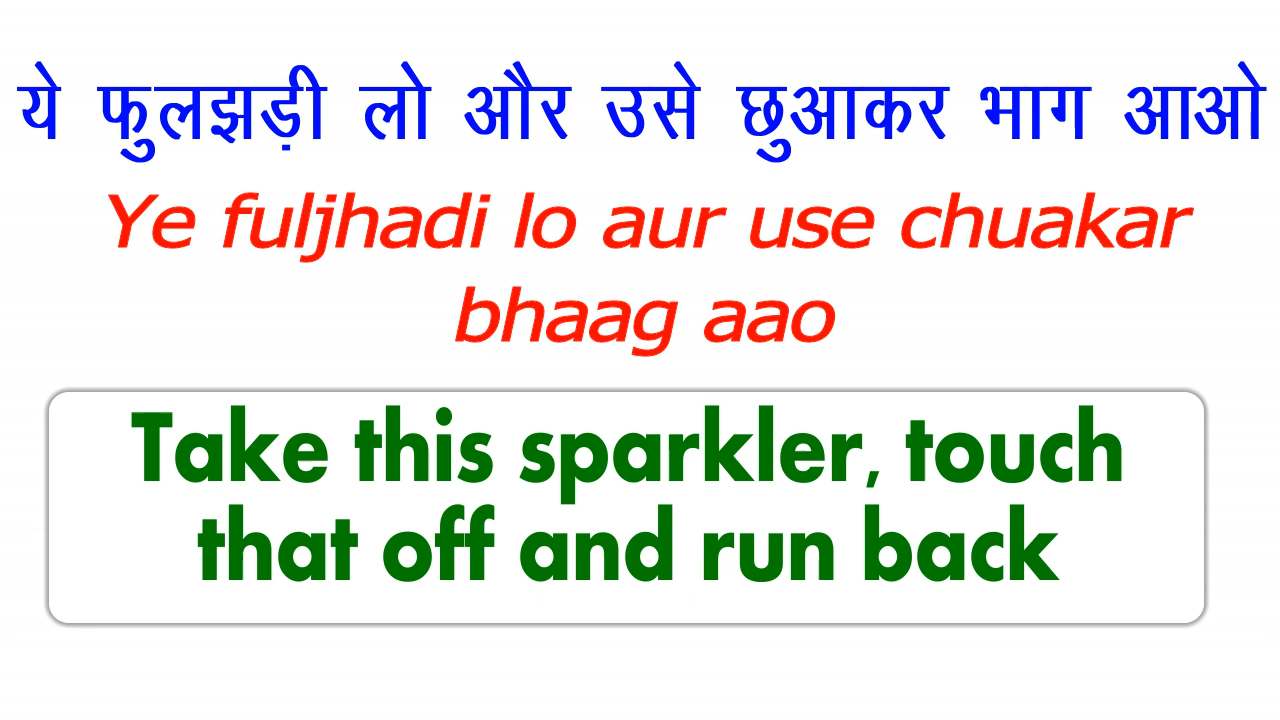 ये फुलझड़ी लो और उसे छुआकर भाग आओ
Ye fuljhadi lo aur use chuakar
bhaag aao
Take this sparkler, touch
that off and run back